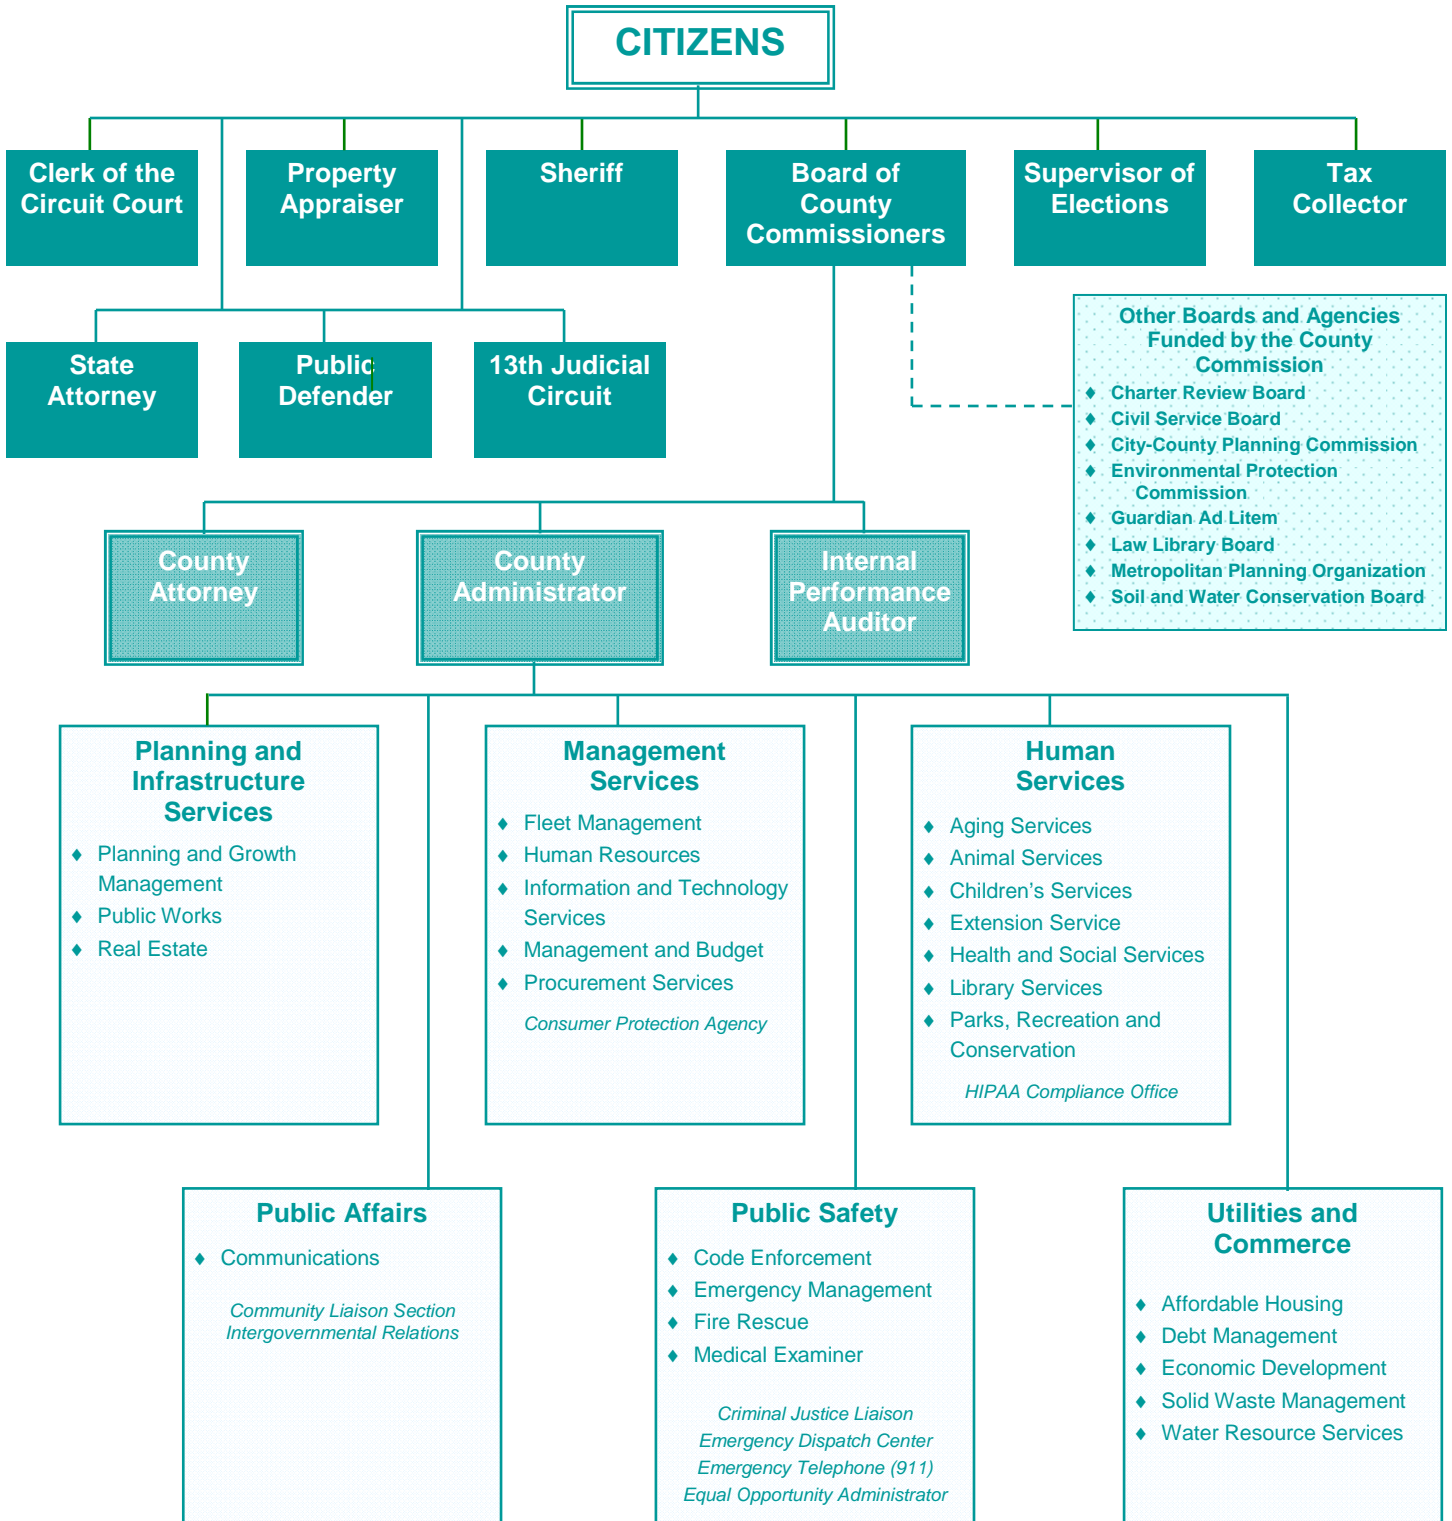 CITIZENS
Clerk of the
Circuit Court
Property
Appraiser
Sheriff
Board of
County
Commissioners
Supervisor of
Elections
Tax
Collector
State
Attorney
Public
Defender
13th Judicial
Circuit
Other Boards and Agencies
Funded by the County
Commission
♦ Charter Review Board
♦ Civil Service Board
♦ City-County Planning Commission
♦ Environmental Protection
Commission
♦ Guardian Ad Litem
♦ Law Library Board
♦ Metropolitan Planning Organization
♦ Soil and Water Conservation Board
County
Attorney
County
Administrator
Internal
Performance
Auditor
Planning and
Infrastructure
Services
♦ Planning and Growth
Management
♦ Public Works
♦ Real Estate
Management
Services
♦ Fleet Management
♦ Human Resources
♦ Information and Technology
Services
♦ Management and Budget
♦ Procurement Services
Consumer Protection Agency
Human
Services
♦ Aging Services
♦ Animal Services
♦ Children's Services
♦ Extension Service
♦ Health and Social Services
♦ Library Services
♦ Parks, Recreation and
Conservation
HIPAA Compliance Office
Public Affairs
♦ Communications
Community Liaison Section
Intergovernmental Relations
Public Safety
♦ Code Enforcement
♦ Emergency Management
♦ Fire Rescue
♦ Medical Examiner
Criminal Justice Liaison
Emergency Dispatch Center
Emergency Telephone (911)
Equal Opportunity Administrator
Utilities and
Commerce
♦ Affordable Housing
♦ Debt Management
♦ Economic Development
♦ Solid Waste Management
♦ Water Resource Services